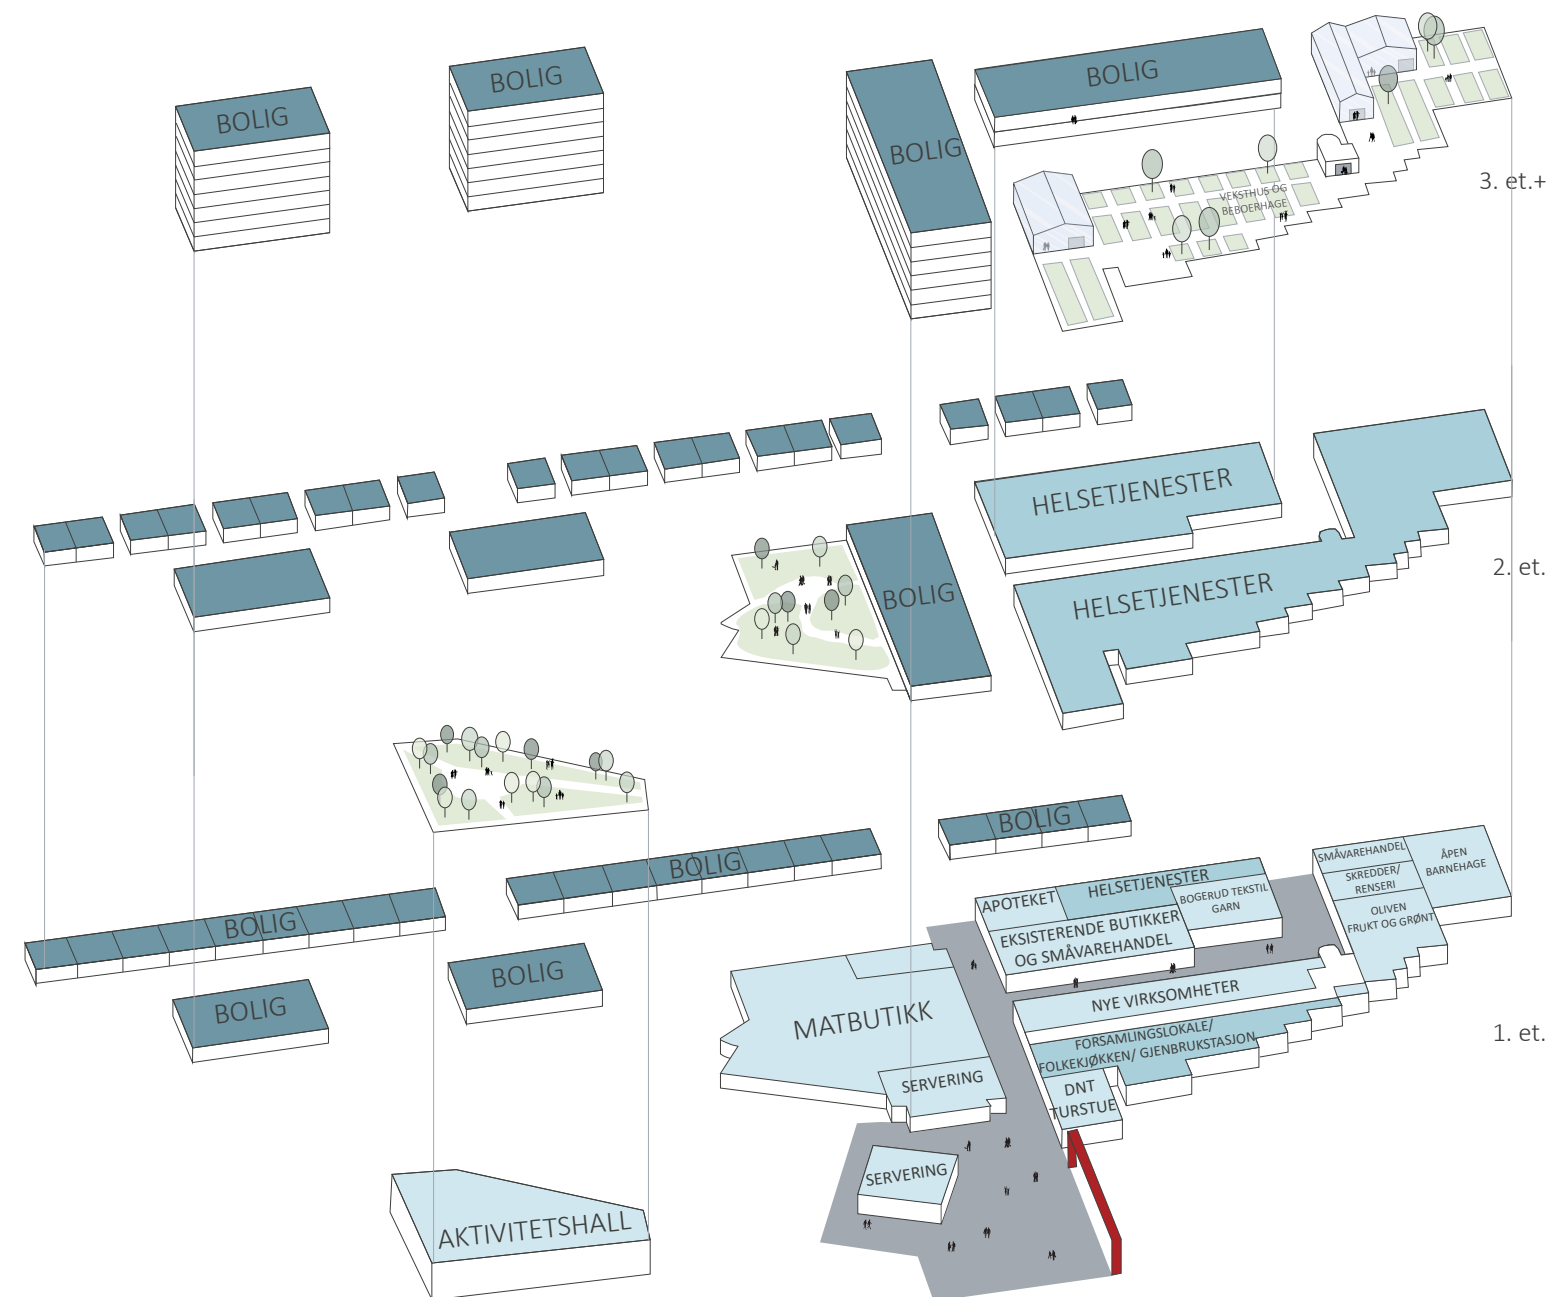 BOLIG
BOLIG
BOLIG
BOLIG
VEKSTHUS OG
BEBOERHAGE
3. et.+
HELSETJENESTER
HELSETJENESTER
BOLIG
2. et.
BOLIG
BOLIG
BOLIG
BOLIG
BOLIG
APOTEKET
HELSETJENESTER
BOGERUD TEKSTIL
GARN
EKSISTERENDE BUTIKKER
OG SMÅVAREHANDEL
SMÅVAREHANDEL
SKREDDER/
RENSERI
ÅPEN
BARNEHAGE
OLIVEN
FRUKT OG GRØNT
NYE VIRKSOMHETER
FORSAMLINGSLOKALE/
FOLKEKJØKKEN/ GJENBRUKSTASJON
DNT
TURSTUE
MATBUTIKK
SERVERING
SERVERING
AKTIVITETSHALL
1. et.